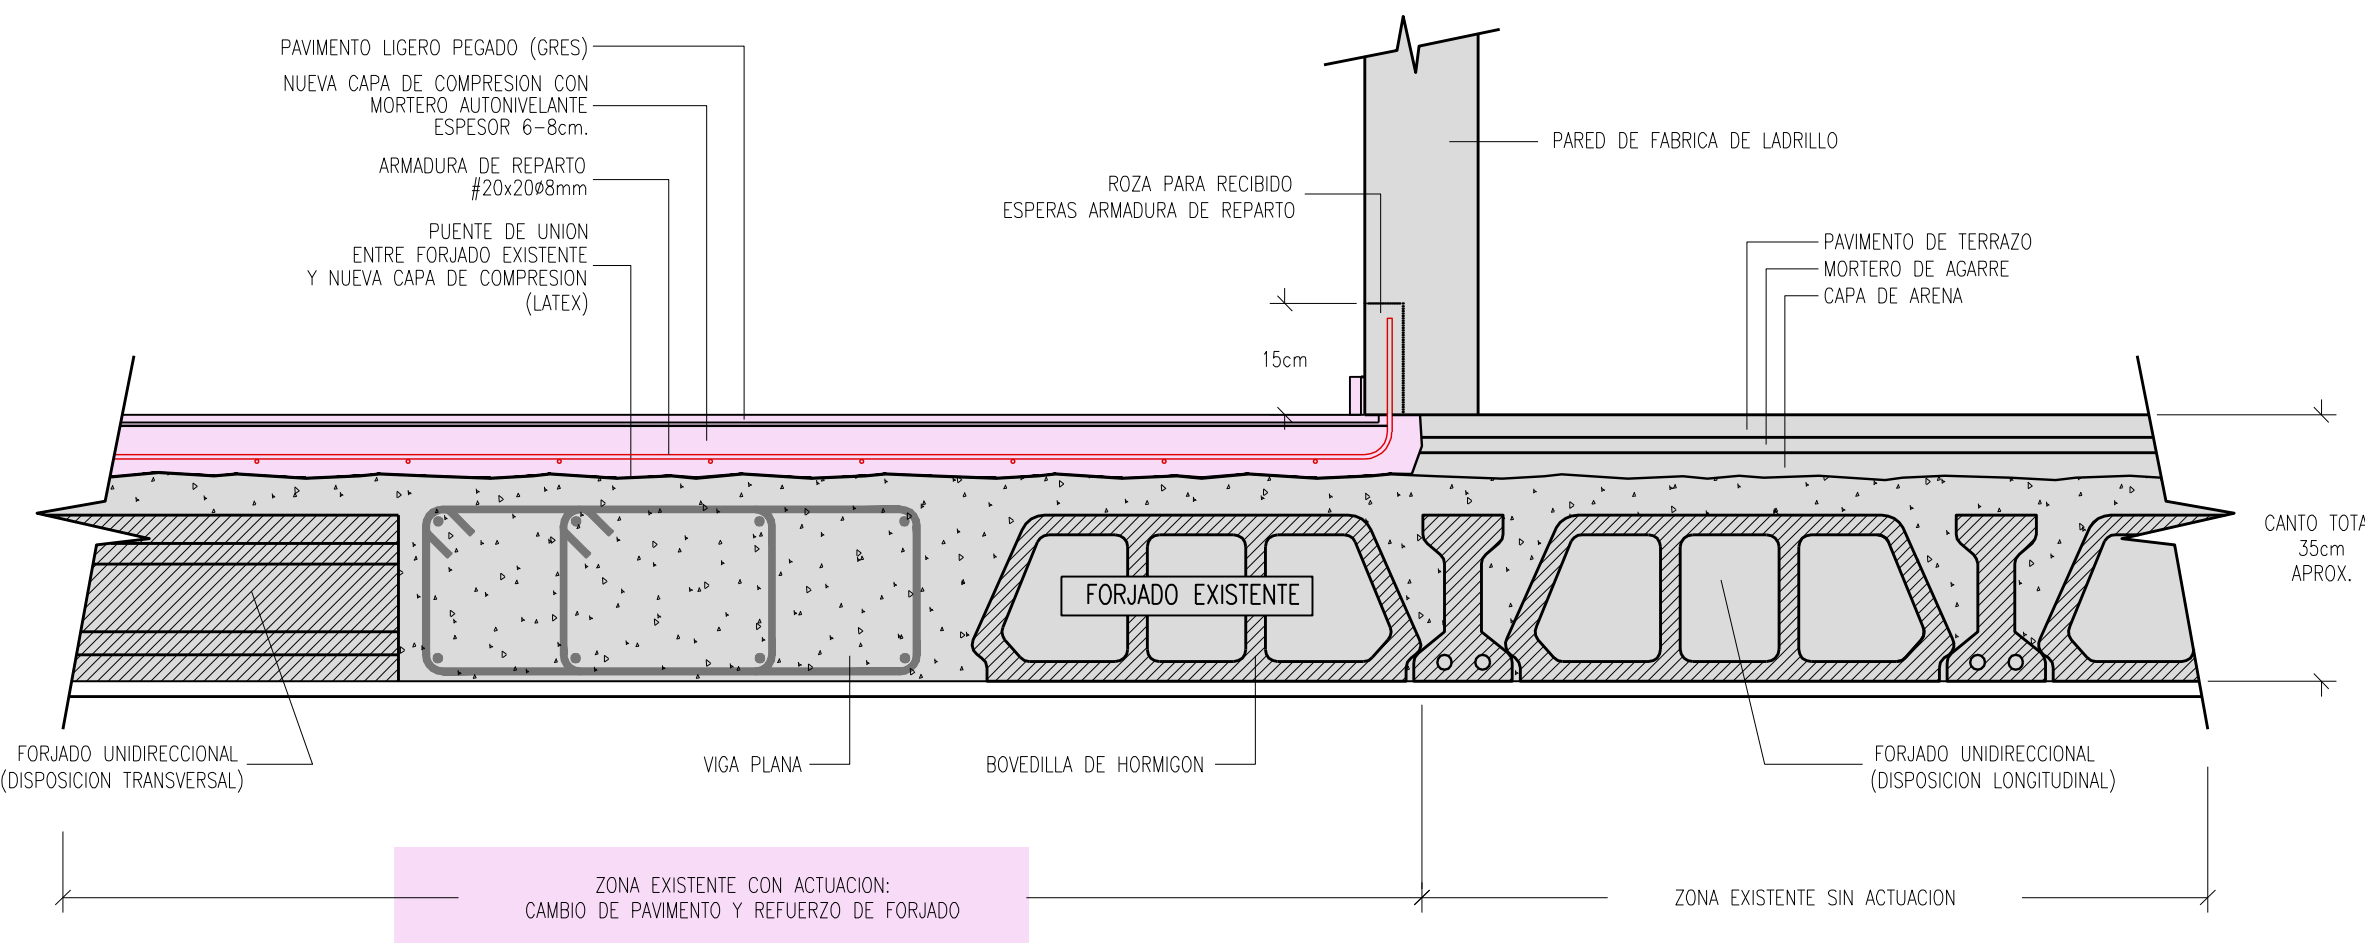 PAVIMENTO LIGERO PEGADO (GRES)
NUEVA CAPA DE COMPRESION CON
MORTERO AUTONIVELANTE
ESPESOR 6-8cm.
ARMADURA DE REPARTO
#20x20ø8mm
PUENTE DE UNION
ENTRE FORJADO EXISTENTE
Y NUEVA CAPA DE COMPRESION
(LATEX)
ROZA PARA RECIBIDO
ESPERAS ARMADURA DE REPARTO
15cm
PARED DE FABRICA DE LADRILLO
PAVIMENTO DE TERRAZO
MORTERO DE AGARRE
CAPA DE ARENA
CANTO TOTA
35cm
APROX.
FORJADO EXISTENTE
FORJADO UNIDIRECCIONAL
(DISPOSICION TRANSVERSAL)
VIGA PLANA
BOVEDILLA DE HORMIGON
FORJADO UNIDIRECCIONAL
(DISPOSICION LONGITUDINAL)
ZONA EXISTENTE CON ACTUACION:
CAMBIO DE PAVIMENTO Y REFUERZO DE FORJADO
ZONA EXISTENTE SIN ACTUACION